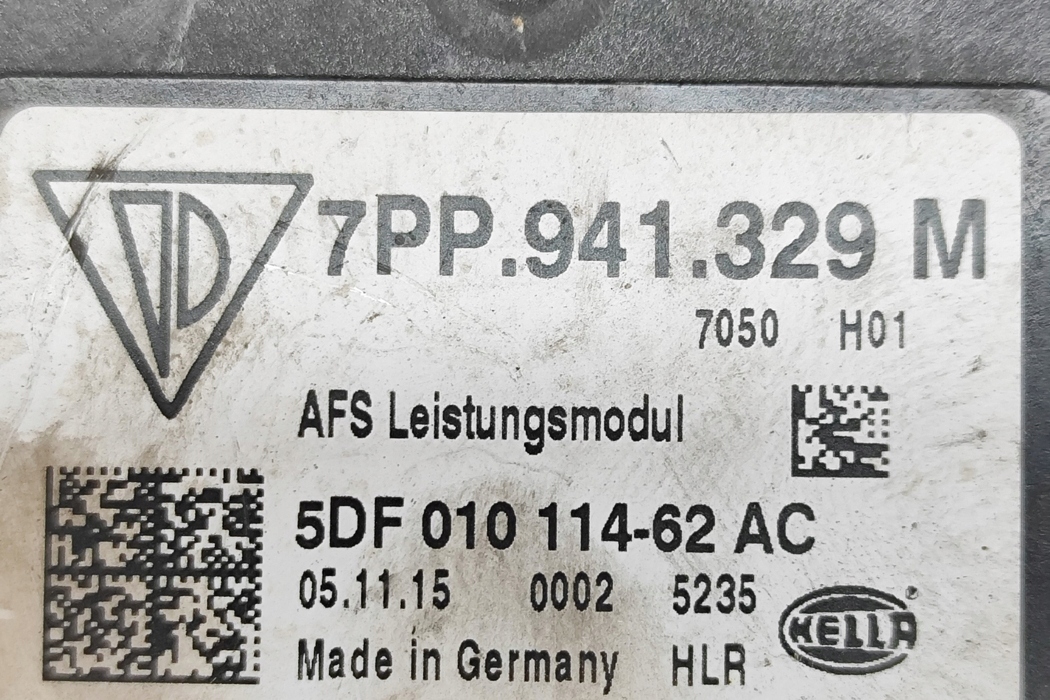 7PP.941.329 M
7050 H01
AFS Leistungsmodul
5DF 010 114-62 AC
05.11.15 0002 5235
Made in Germany HLR
HELLA